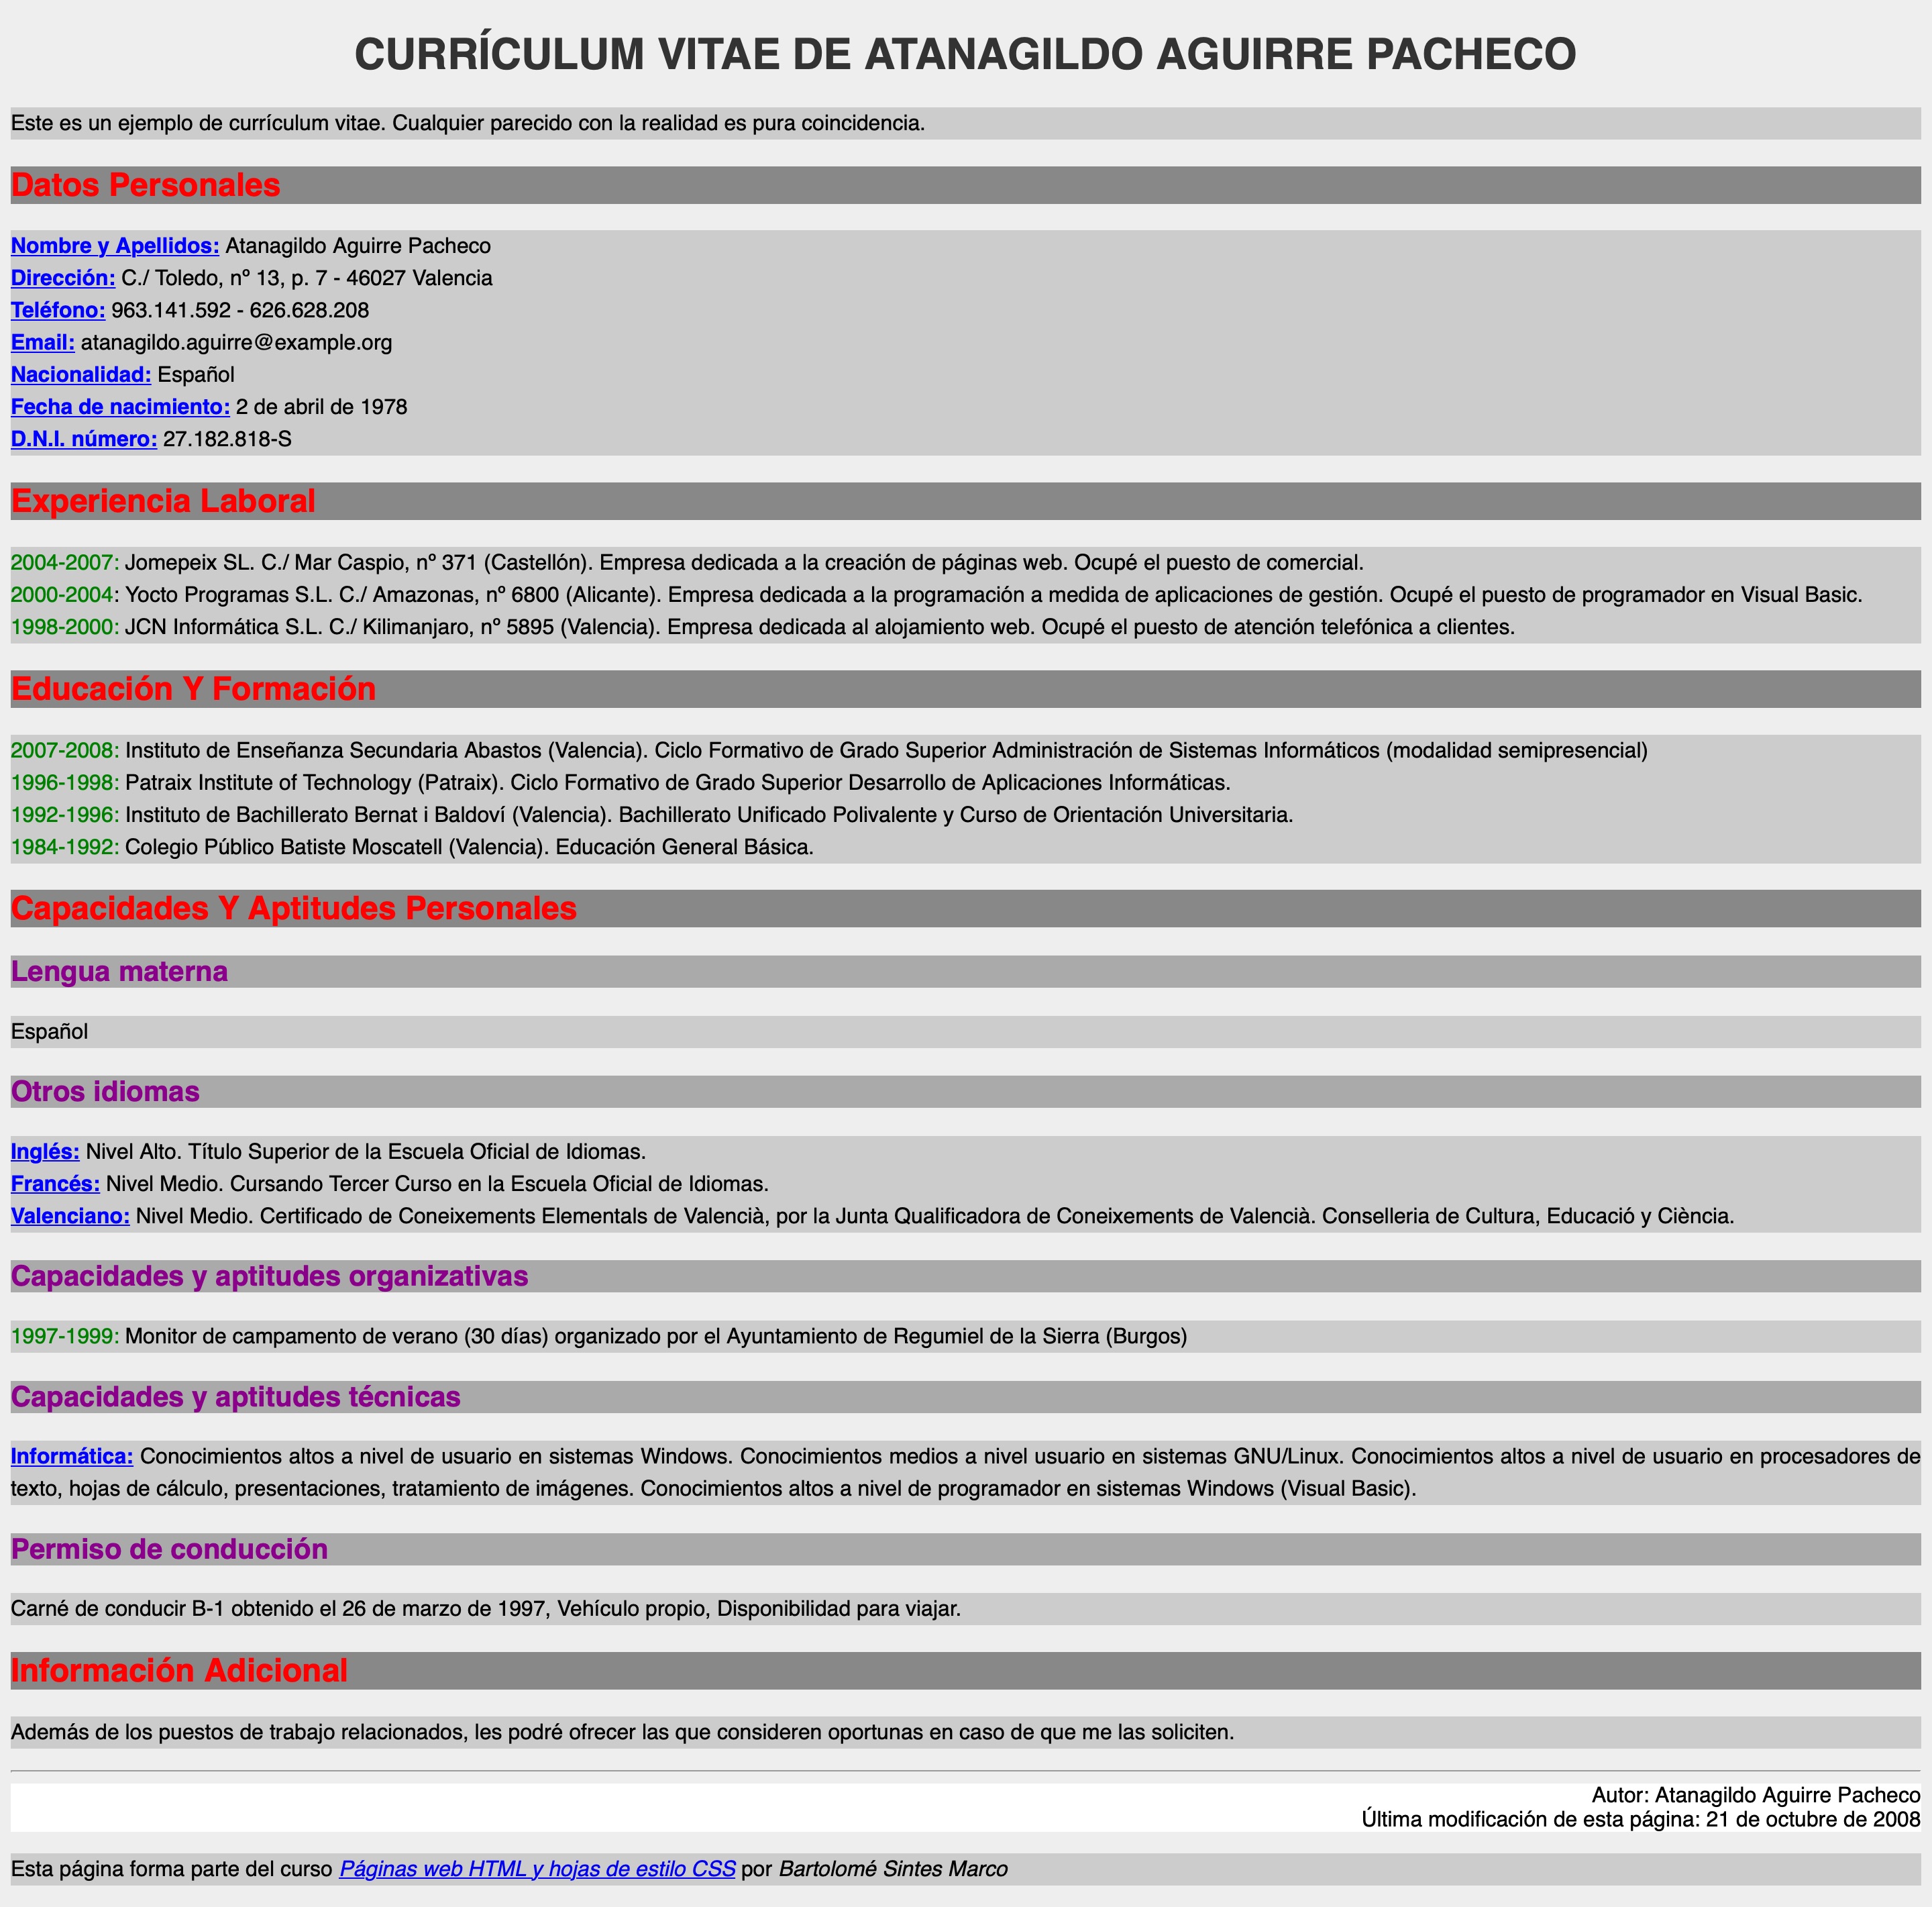 CURRÍCULUM VITAE DE ATANAGILDO AGUIRRE PACHECO
Este es un ejemplo de currículum vitae. Cualquier parecido con la realidad es pura coincidencia.
Datos Personales
Nombre y Apellidos: Atanagildo Aguirre Pacheco
Dirección: C./ Toledo, nº 13, p. 7 - 46027 Valencia
Teléfono: 963.141.592 - 626.628.208
Email: atanagildo.aguirre@example.org
Nacionalidad: Español
Fecha de nacimiento: 2 de abril de 1978
D.N.I. número: 27.182.818-S
Experiencia Laboral
2004-2007: Jomepeix SL. C./ Mar Caspio, nº 371 (Castellón). Empresa dedicada a la creación de páginas web. Ocupé el puesto de comercial.
2000-2004: Yocto Programas S.L. C./ Amazonas, nº 6800 (Alicante). Empresa dedicada a la programación a medida de aplicaciones de gestión. Ocupé el puesto de programador en Visual Basic.
1998-2000: JCN Informática S.L. C./ Kilimanjaro, nº 5895 (Valencia). Empresa dedicada al alojamiento web. Ocupé el puesto de atención telefónica a clientes.
Educación Y Formación
2007-2008: Instituto de Enseñanza Secundaria Abastos (Valencia). Ciclo Formativo de Grado Superior Administración de Sistemas Informáticos (modalidad semipresencial)
1996-1998: Patraix Institute of Technology (Patraix). Ciclo Formativo de Grado Superior Desarrollo de Aplicaciones Informáticas.
1992-1996: Instituto de Bachillerato Bernat i Baldoví (Valencia). Bachillerato Unificado Polivalente y Curso de Orientación Universitaria.
1984-1992: Colegio Público Batiste Moscatell (Valencia). Educación General Básica.
Capacidades Y Aptitudes Personales
Lengua materna
Español
Otros idiomas
Inglés: Nivel Alto. Título Superior de la Escuela Oficial de Idiomas.
Francés: Nivel Medio. Cursando Tercer Curso en la Escuela Oficial de Idiomas.
Valenciano: Nivel Medio. Certificado de Coneixements Elementals de Valencià, por la Junta Qualificadora de Coneixements de Valencià. Conselleria de Cultura, Educació y Ciència.
Capacidades y aptitudes organizativas
1997-1999: Monitor de campamento de verano (30 días) organizado por el Ayuntamiento de Regumiel de la Sierra (Burgos)
Capacidades y aptitudes técnicas
Informática: Conocimientos altos a nivel de usuario en sistemas Windows. Conocimientos medios a nivel usuario en sistemas GNU/Linux. Conocimientos altos a nivel de usuario en procesadores de
texto, hojas de cálculo, presentaciones, tratamiento de imágenes. Conocimientos altos a nivel de programador en sistemas Windows (Visual Basic).
Permiso de conducción
Carné de conducir B-1 obtenido el 26 de marzo de 1997, Vehículo propio, Disponibilidad para viajar.
Información Adicional
Además de los puestos de trabajo relacionados, les podré ofrecer las que consideren oportunas en caso de que me las soliciten.
Autor: Atanagildo Aguirre Pacheco
Última modificación de esta página: 21 de octubre de 2008
Esta página forma parte del curso Páginas web HTML y hojas de estilo CSS por Bartolomé Sintes Marco